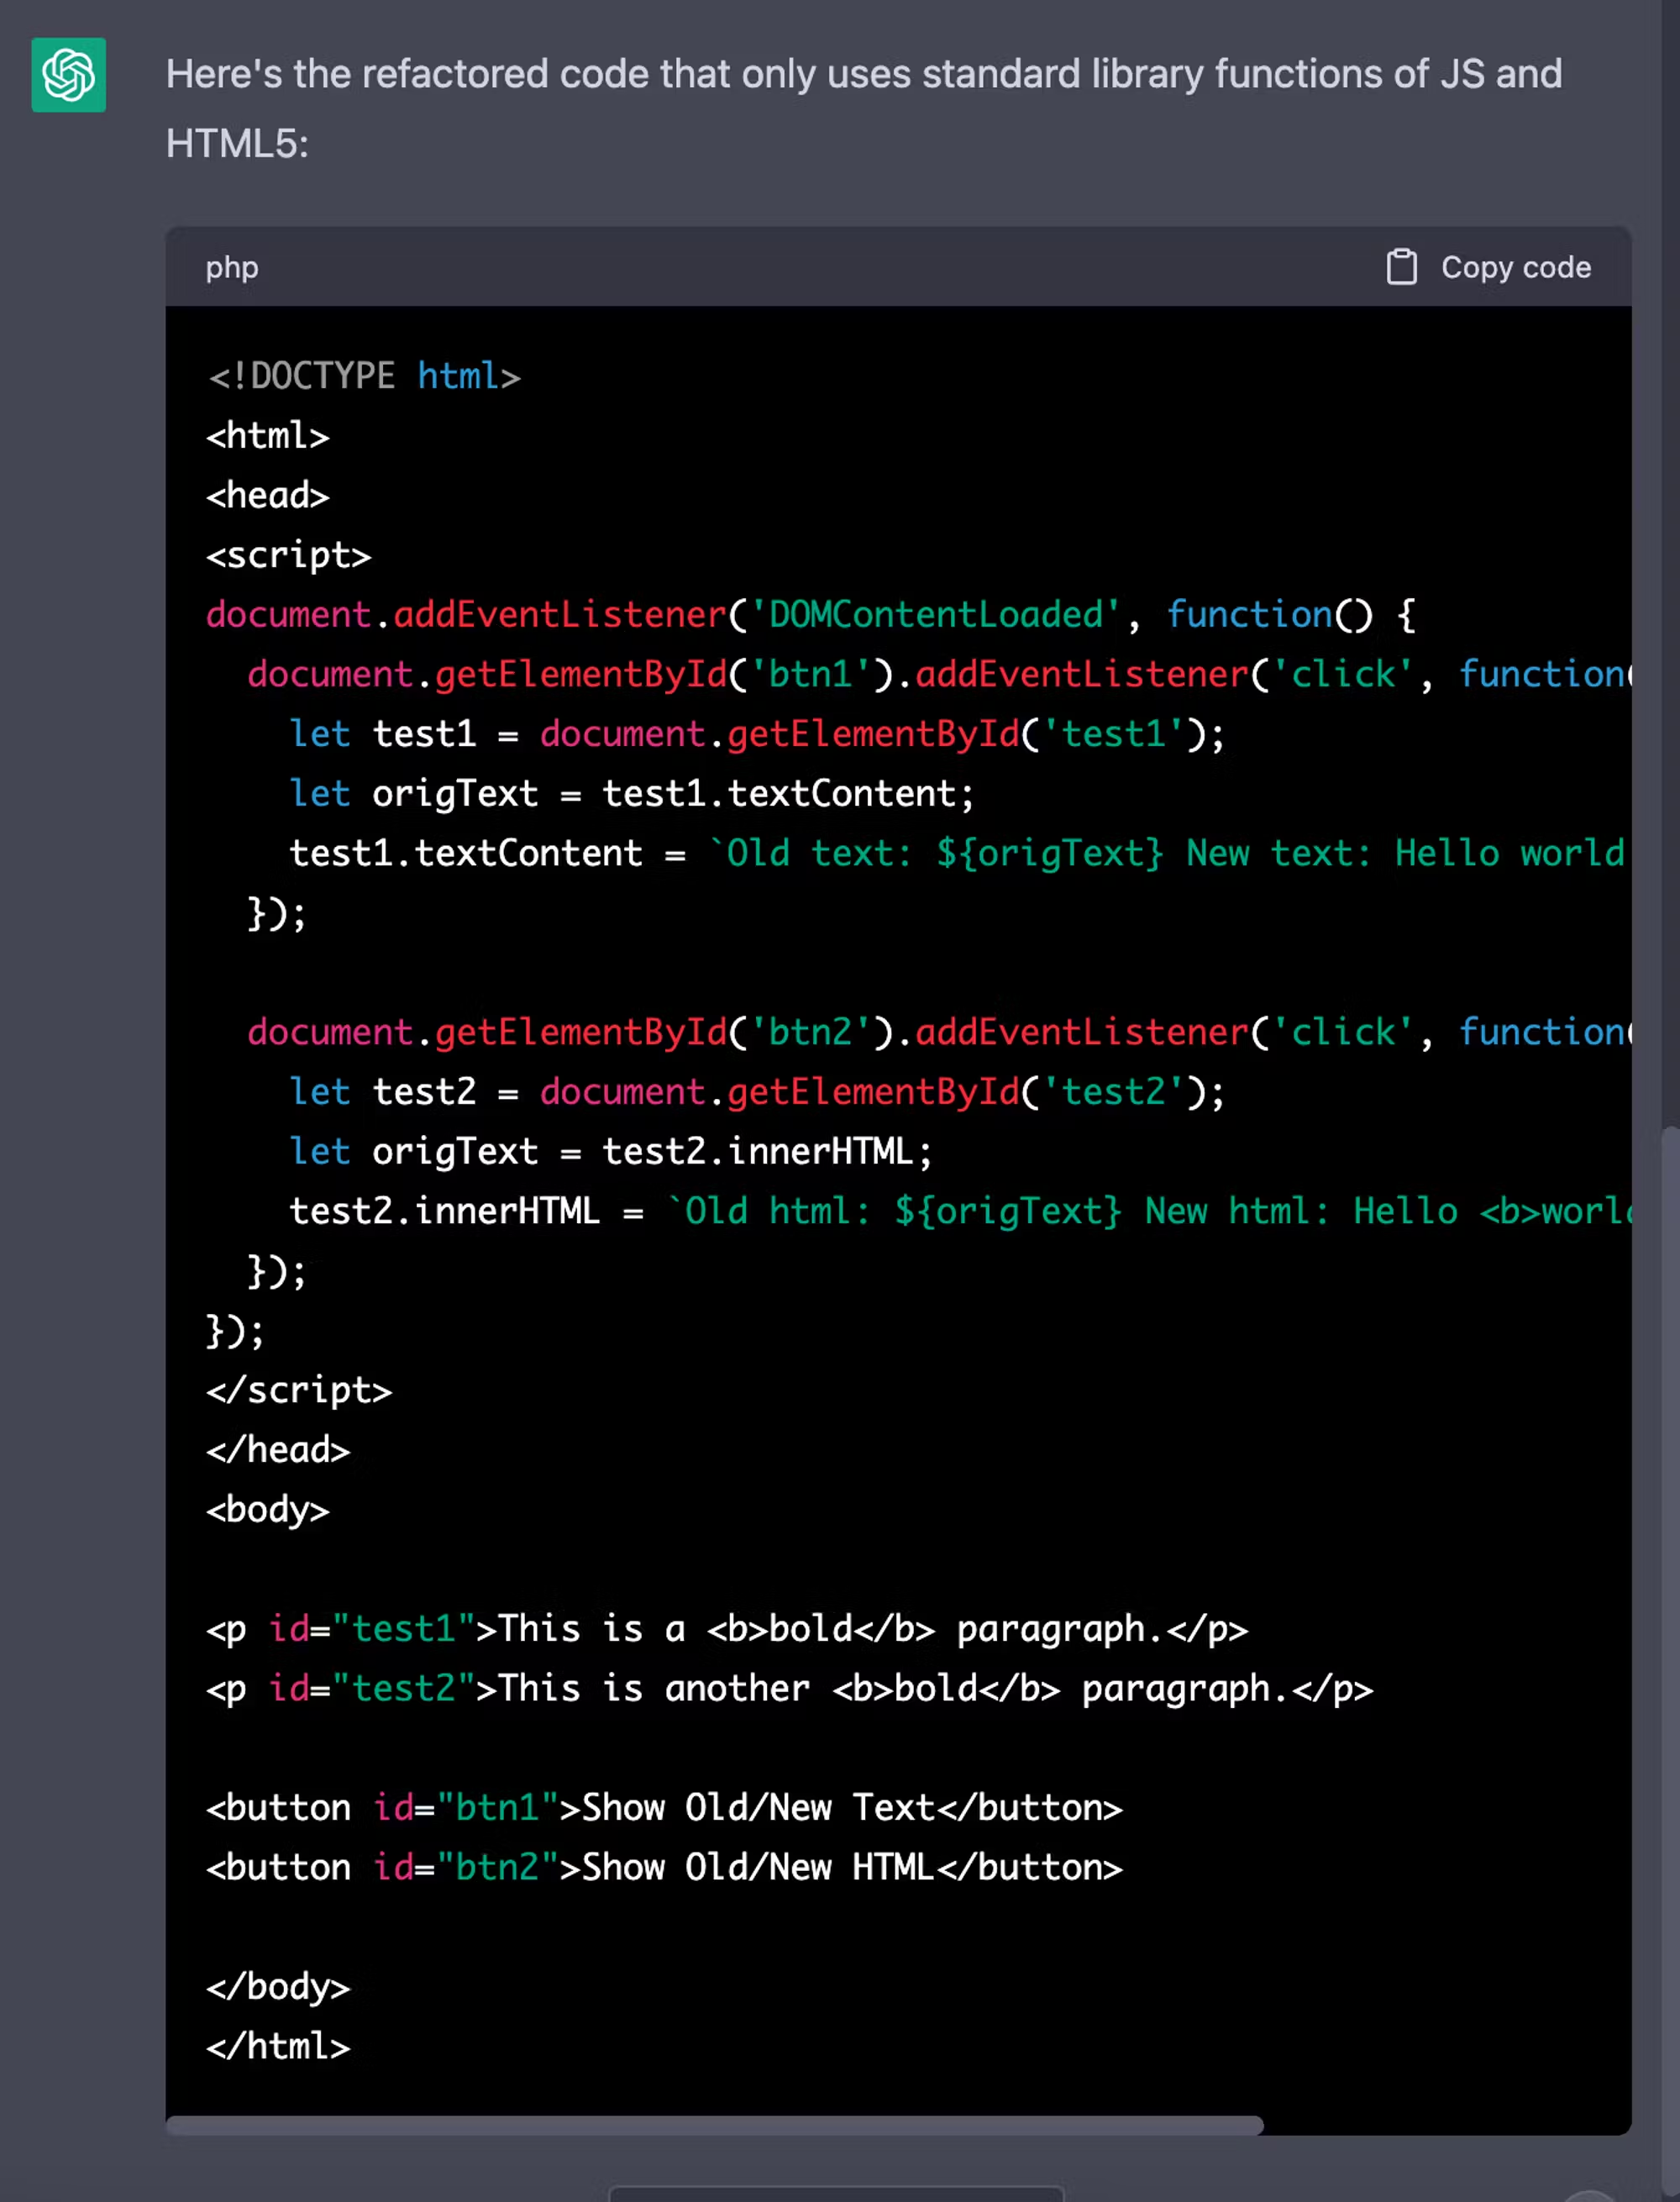 Here's the refactored code that only uses standard library functions of JS and
HTML5:
php
Copy code
<!DOCTYPE html>
<html>
<head>
<script>
document.addEventListener('DOMContentLoaded', function() {
  document.getElementById('btn1').addEventListener('click', function(
    let test1 = document.getElementById('test1');
    let origText = test1.textContent;
    test1.textContent = `Old text: ${origText} New text: Hello world
  });
  document.getElementById('btn2').addEventListener('click', function(
    let test2 = document.getElementById('test2');
    let origText = test2.innerHTML;
    test2.innerHTML = `Old html: ${origText} New html: Hello <b>worl
  });
});
</script>
</head>
<body>
<p id="test1">This is a <b>bold</b> paragraph.</p>
<p id="test2">This is another <b>bold</b> paragraph.</p>
<button id="btn1">Show Old/New Text</button>
<button id="btn2">Show Old/New HTML</button>
</body>
</html>